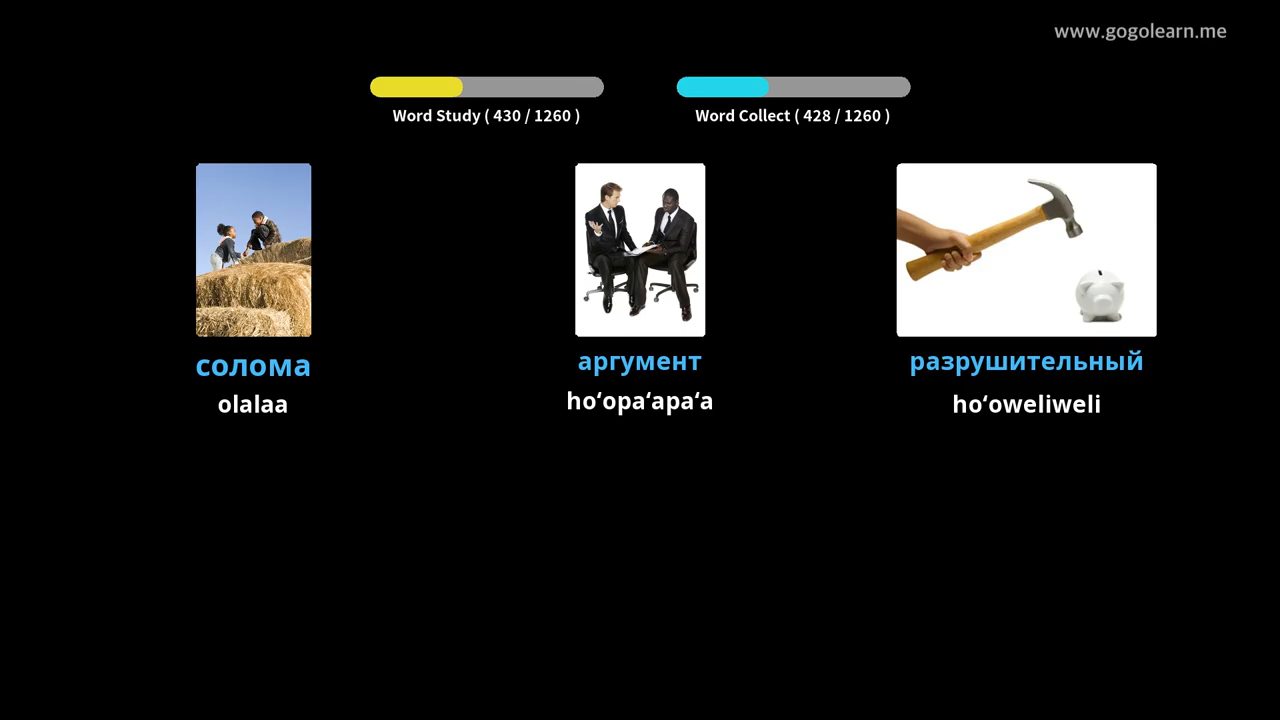 www.gogolearn.me
Word Study ( 430 / 1260 )
Word Collect ( 428 / 1260 )
солома
аргумент
разрушительный
olalaa
hoʻopaʻapaʻa
hoʻoweliweli